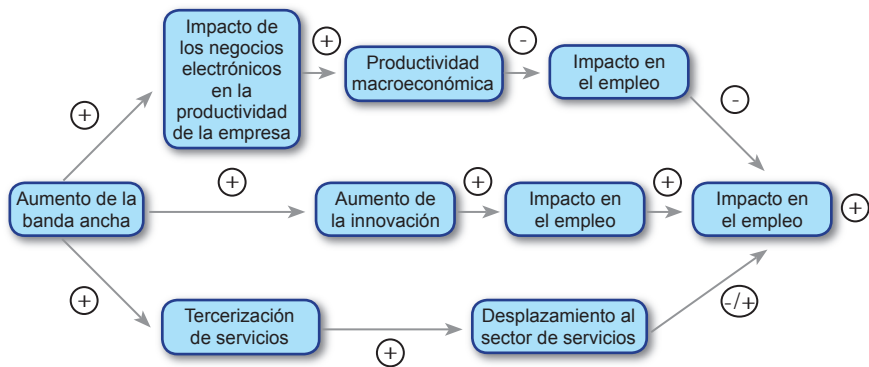 Impacto de
los negocios
electrónicos
en la
productividad
de la empresa
+
Productividad
macroeconómica
-
Impacto en
el empleo
-
+
Aumento de la
banda ancha
+
Aumento de
la innovación
+
Impacto en
el empleo
+
Impacto en
el empleo
+
+
Tercerización
de servicios
+
Desplazamiento al
sector de servicios
-/+